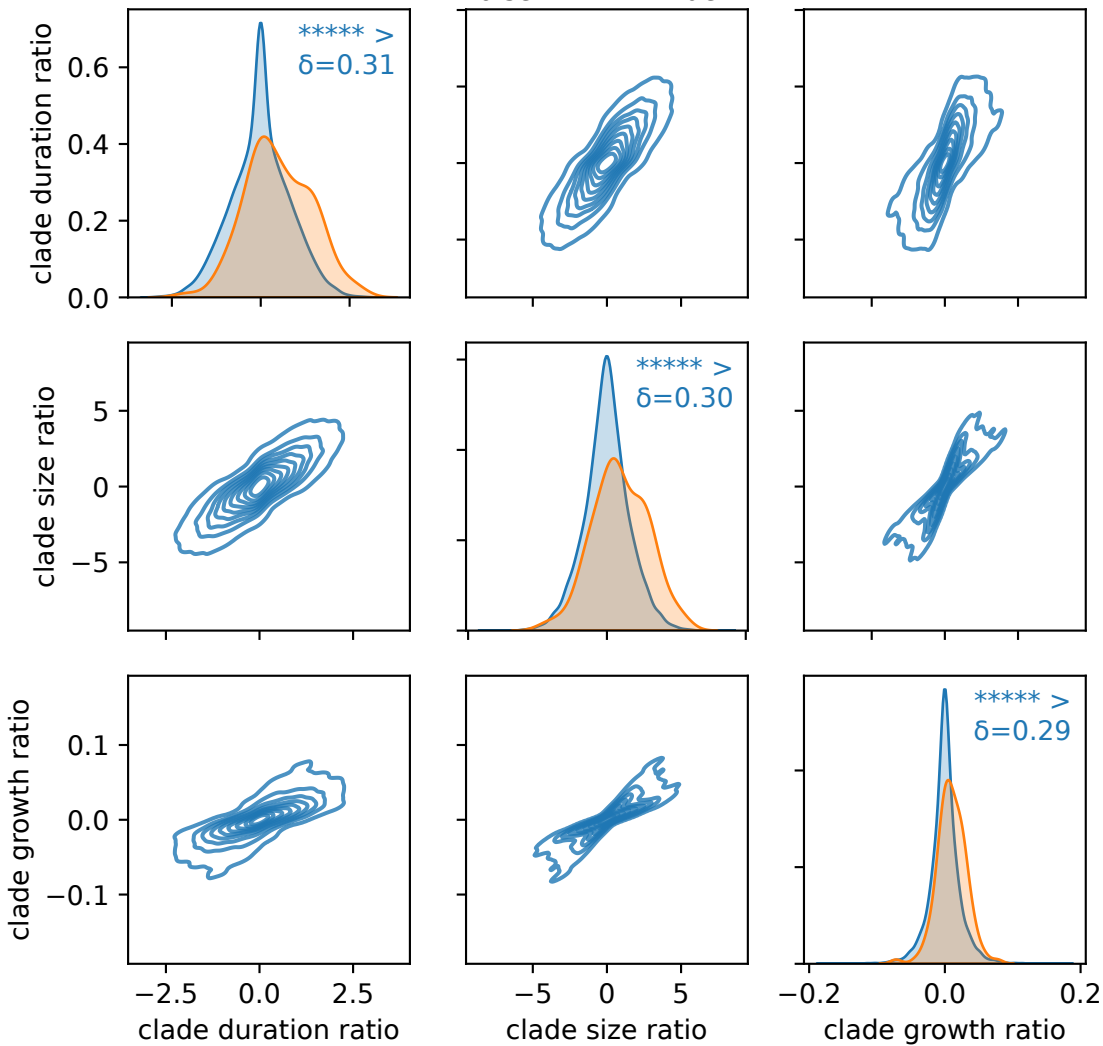 clade duration ratio
0.6
0.4
0.2
0.0
***** >
δ=0.31
clade size ratio
5
0
−5
***** >
δ=0.30
clade growth ratio
0.1
0.0
−0.1
***** >
δ=0.29
−2.5 0.0 2.5
−5 0 5
−0.2 0.0 0.2
clade duration ratio
clade size ratio
clade growth ratio